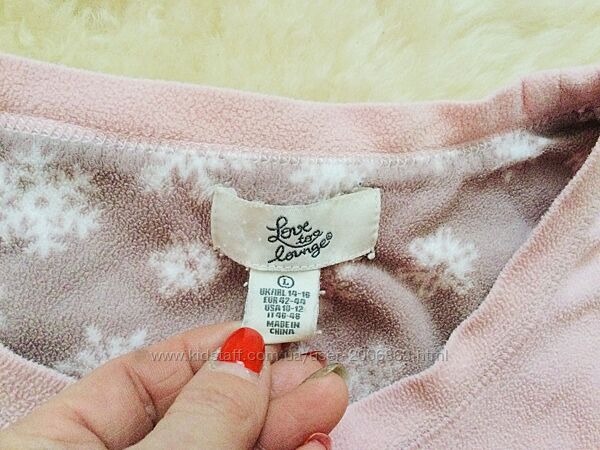 Love
to
lounge®
L
UK/IRL 14-16
EUR 42-44
USA 10-12
IT 46-48
MADE IN
CHINA